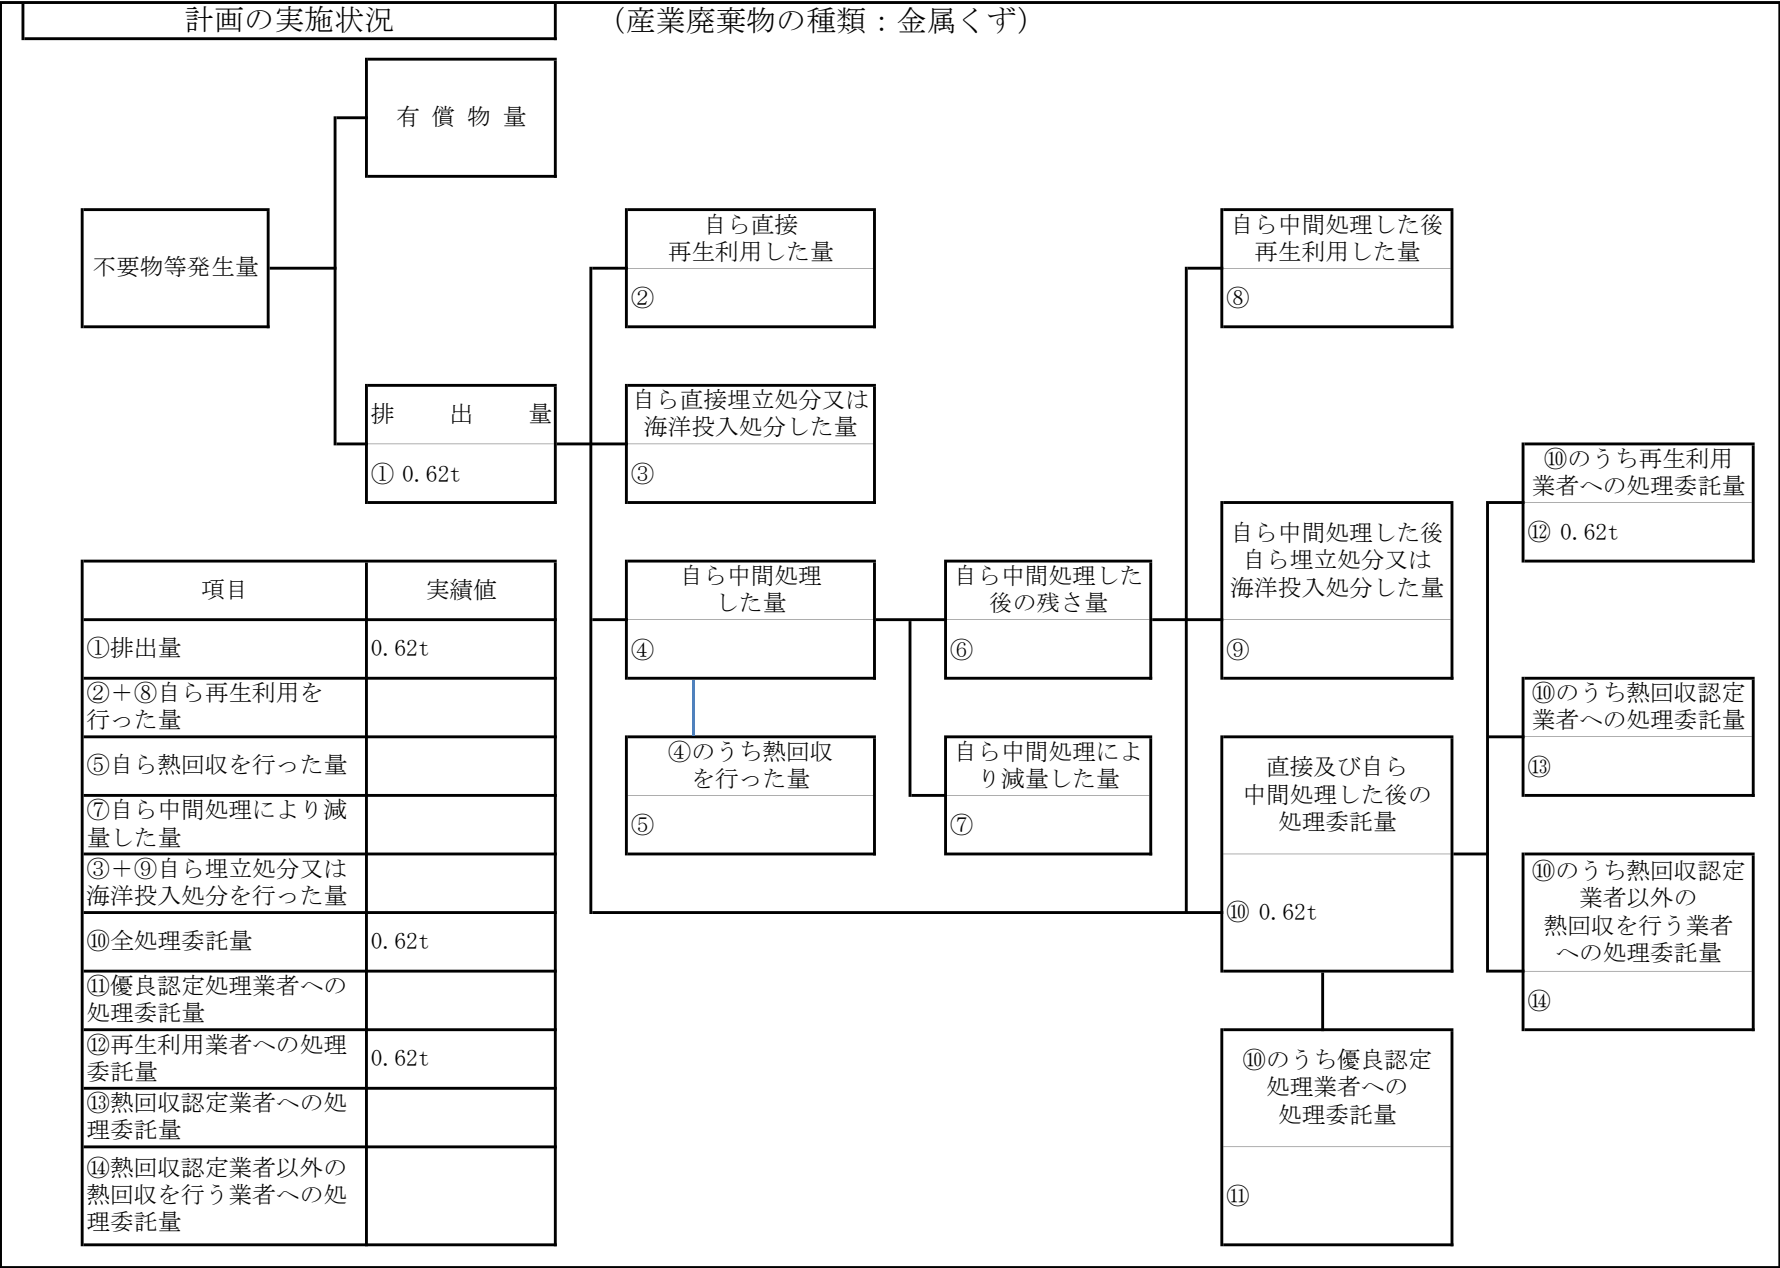 計画の実施状況
（産業廃棄物の種類：金属くず）
有償物量
不要物等発生量
排出量
① 0.62t
自ら直接
再生利用した量
②
自ら直接埋立処分又は
海洋投入処分した量
③
自ら中間処理
した量
④
④のうち熱回収
を行った量
⑤
自ら中間処理した
後の残さ量
⑥
自ら中間処理によ
り減量した量
⑦
自ら中間処理した後
再生利用した量
⑧
自ら中間処理した後
自ら埋立処分又は
海洋投入処分した量
⑨
直接及び自ら
中間処理した後の
処理委託量
⑩ 0.62t
⑩のうち優良認定
処理業者への
処理委託量
⑪
⑩のうち再生利用
業者への処理委託量
⑫ 0.62t
⑩のうち熱回収認定
業者への処理委託量
⑬
⑩のうち熱回収認定
業者以外の
熱回収を行う業者
への処理委託量
⑭
項目 実績値
①排出量 0.62t
②＋⑧自ら再生利用を
行った量
⑤自ら熱回収を行った量
⑦自ら中間処理により減
量した量
③＋⑨自ら埋立処分又は
海洋投入処分を行った量
⑩全処理委託量 0.62t
⑪優良認定処理業者への
処理委託量
⑫再生利用業者への処理
委託量 0.62t
⑬熱回収認定業者への処
理委託量
⑭熱回収認定業者以外の
熱回収を行う業者への処
理委託量